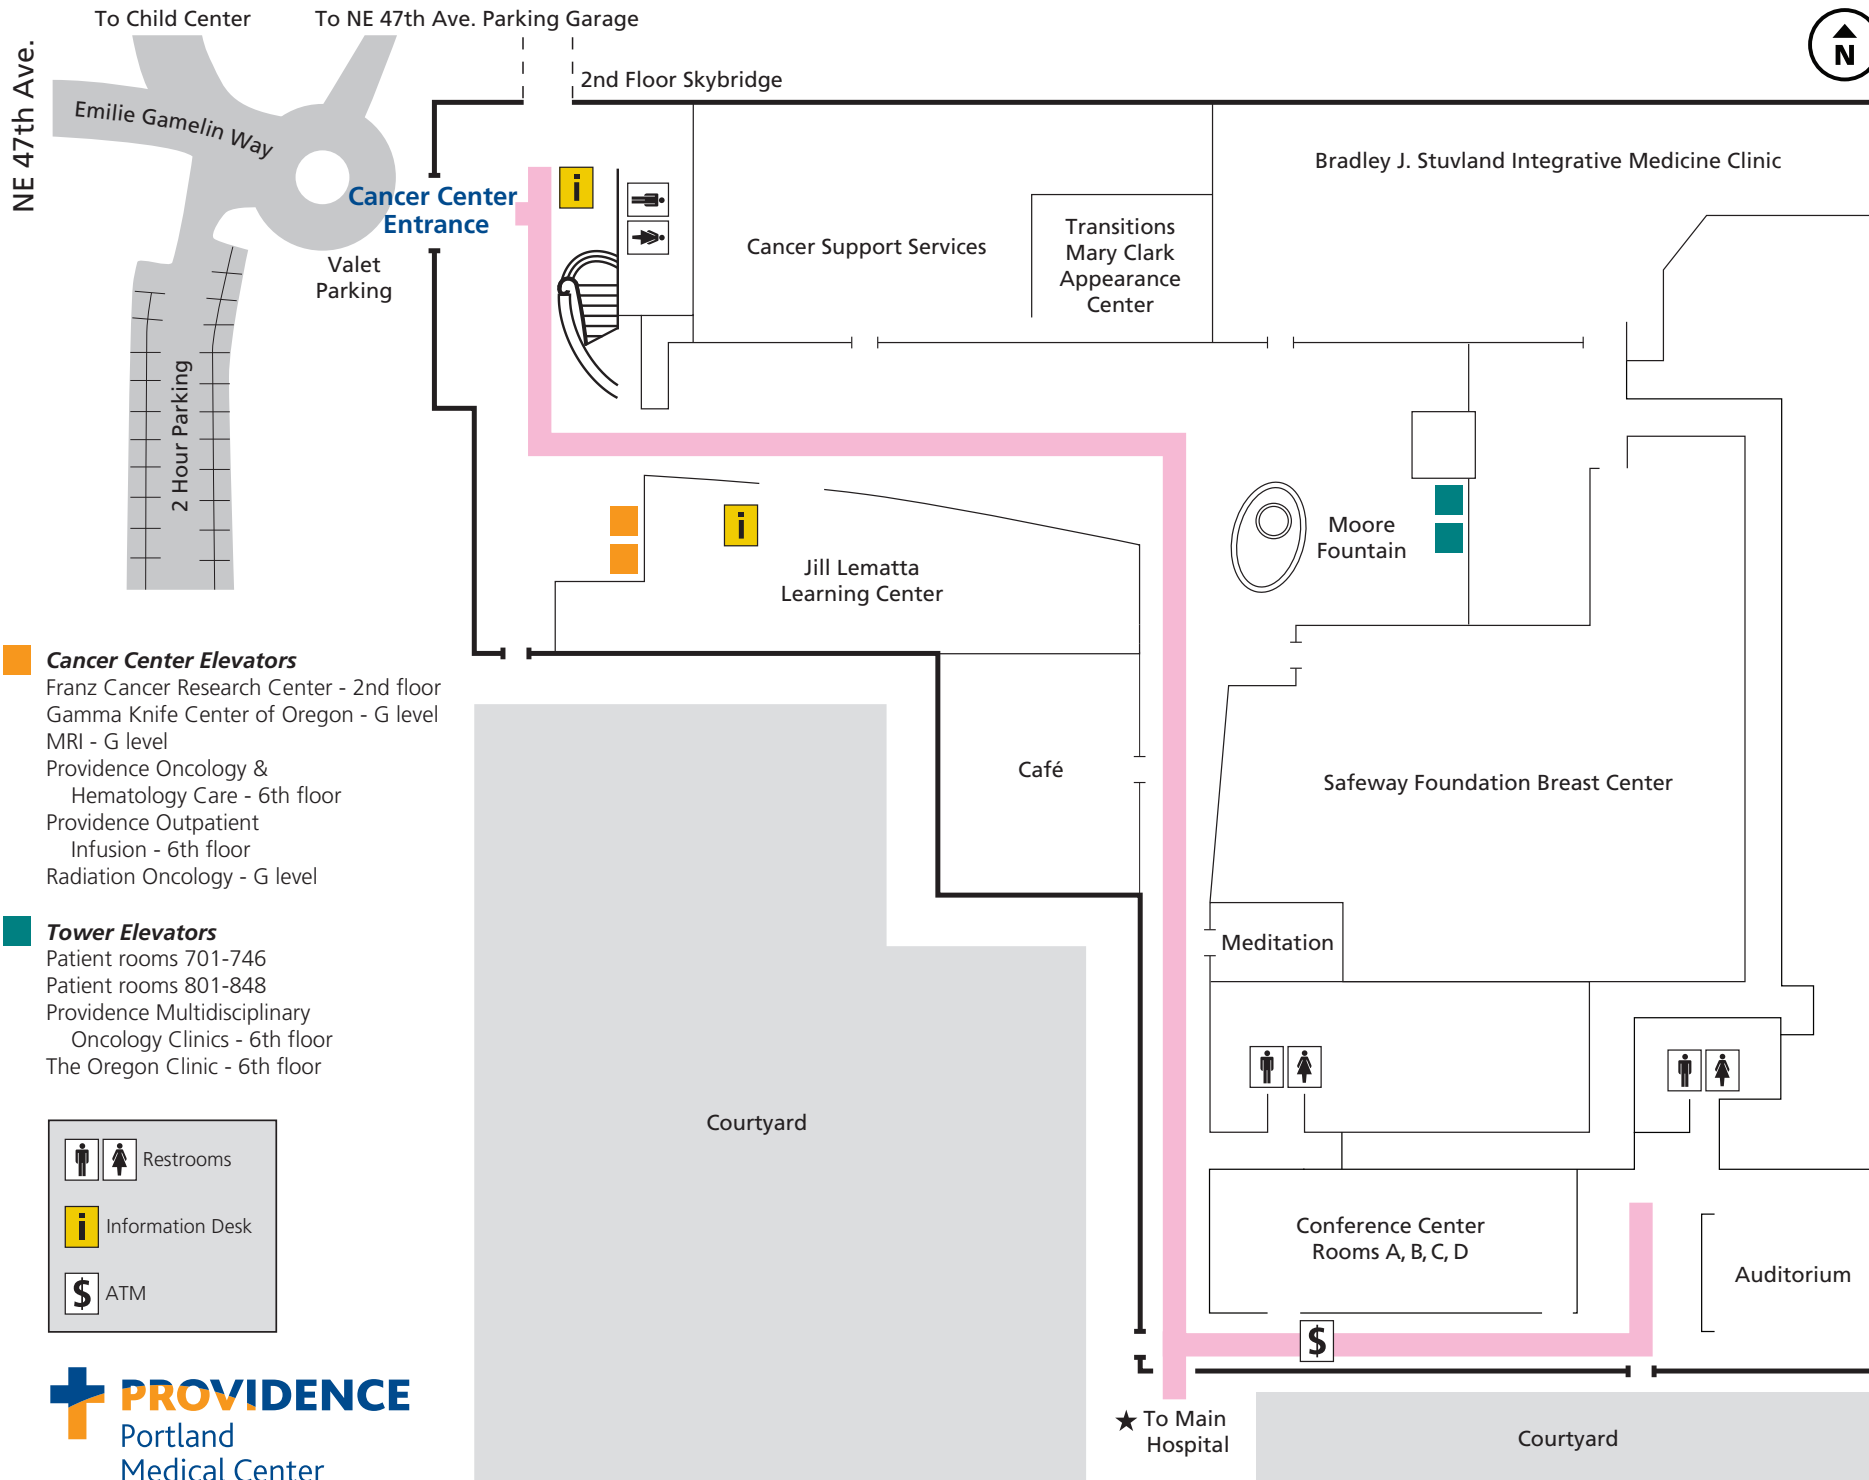 To Child Center
To NE 47th Ave. Parking Garage
N
NE 47th Ave.
2nd Floor Skybridge
Emilie Gamelin Way
Cancer Center
Entrance
i
Valet
Parking
2 Hour Parking
Cancer Support Services
Transitions
Mary Clark
Appearance
Center
Bradley J. Stuvland Integrative Medicine Clinic
i
Jill Lematta
Learning Center
Moore
Fountain
Café
Safeway Foundation Breast Center
Meditation
Courtyard
Conference Center
Rooms A, B, C, D
Auditorium
$
★ To Main
Hospital
Courtyard
Cancer Center Elevators
Franz Cancer Research Center - 2nd floor
Gamma Knife Center of Oregon - G level
MRI - G level
Providence Oncology &
Hematology Care - 6th floor
Providence Outpatient
Infusion - 6th floor
Radiation Oncology - G level
Tower Elevators
Patient rooms 701-746
Patient rooms 801-848
Providence Multidisciplinary
Oncology Clinics - 6th floor
The Oregon Clinic - 6th floor
Restrooms
i Information Desk
$ ATM
PROVIDENCE
Portland
Medical Center